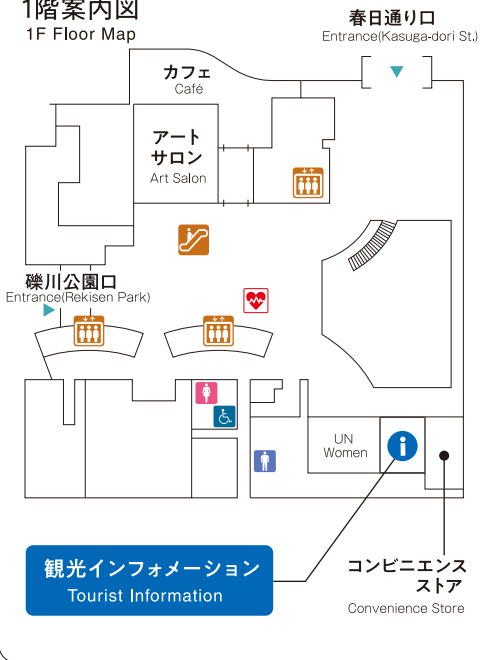 1階案内図
1F Floor Map
春日通り口
Entrance(Kasuga-dori St.)
カフェ
Café
アート
サロン
Art Salon
礫川公園口
Entrance(Rekisen Park)
UN
Women
i
観光インフォメーション
Tourist Information
コンビニエンス
ストア
Convenience Store